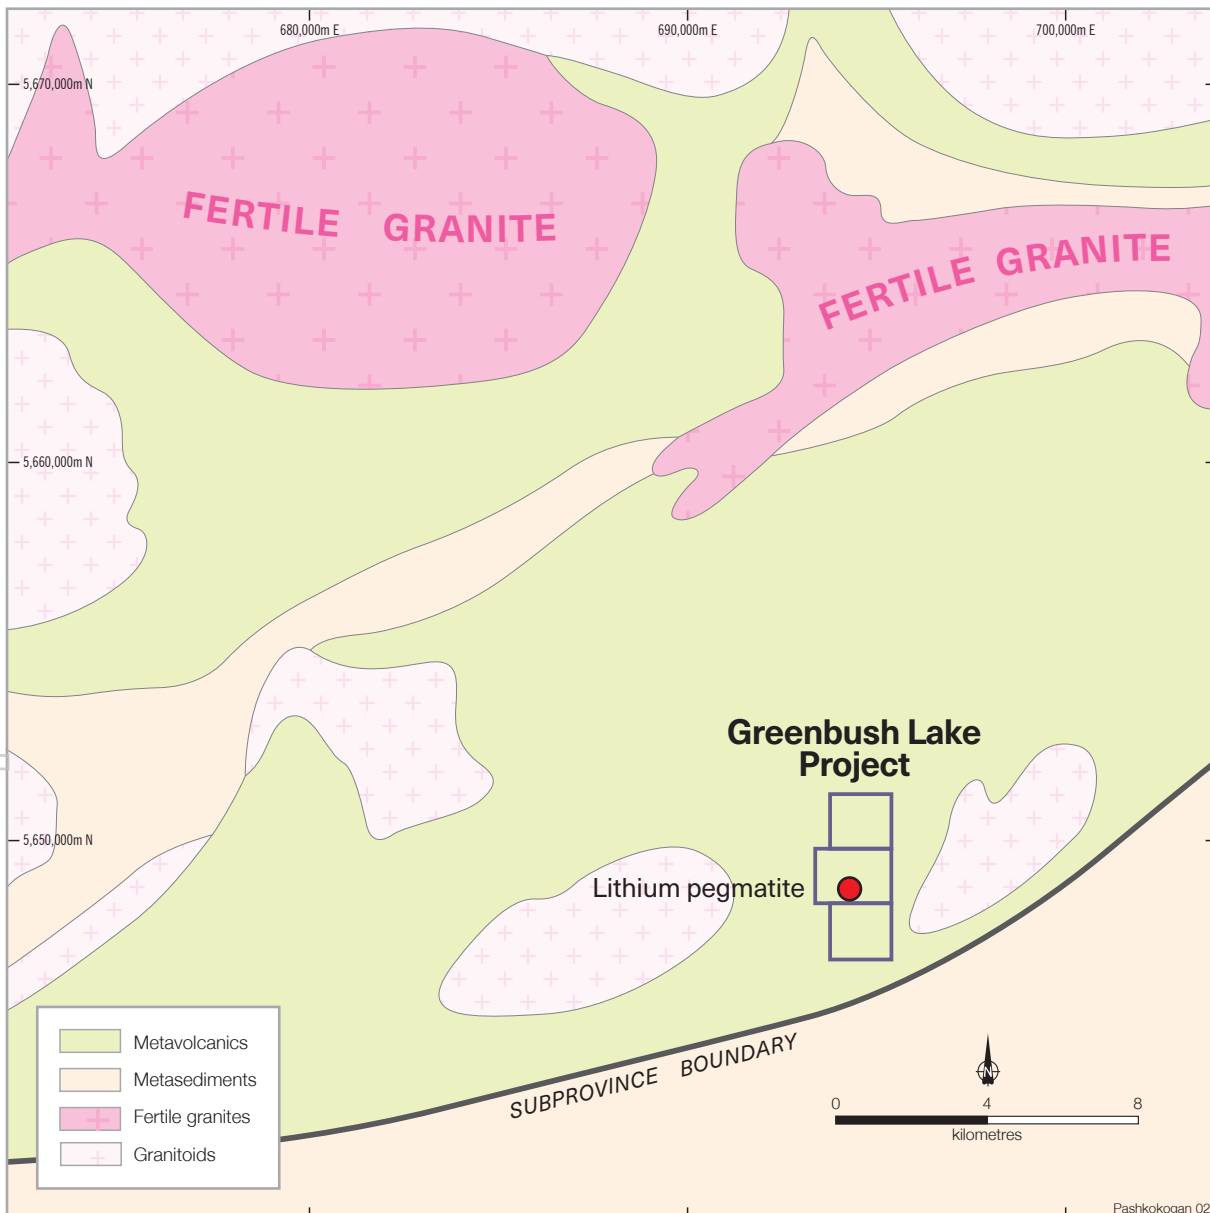 680,000m E
690,000m E
700,000m E
5,670,000m N
FERTILE GRANITE
FERTILE GRANITE
5,660,000m N
Greenbush Lake
Project
5,650,000m N
Lithium pegmatite
SUBPROVINCE BOUNDARY
Metavolcanics
Metasediments
Fertile granites
Granitoids
N
0 4 8
kilometres
Pashkokogan 02